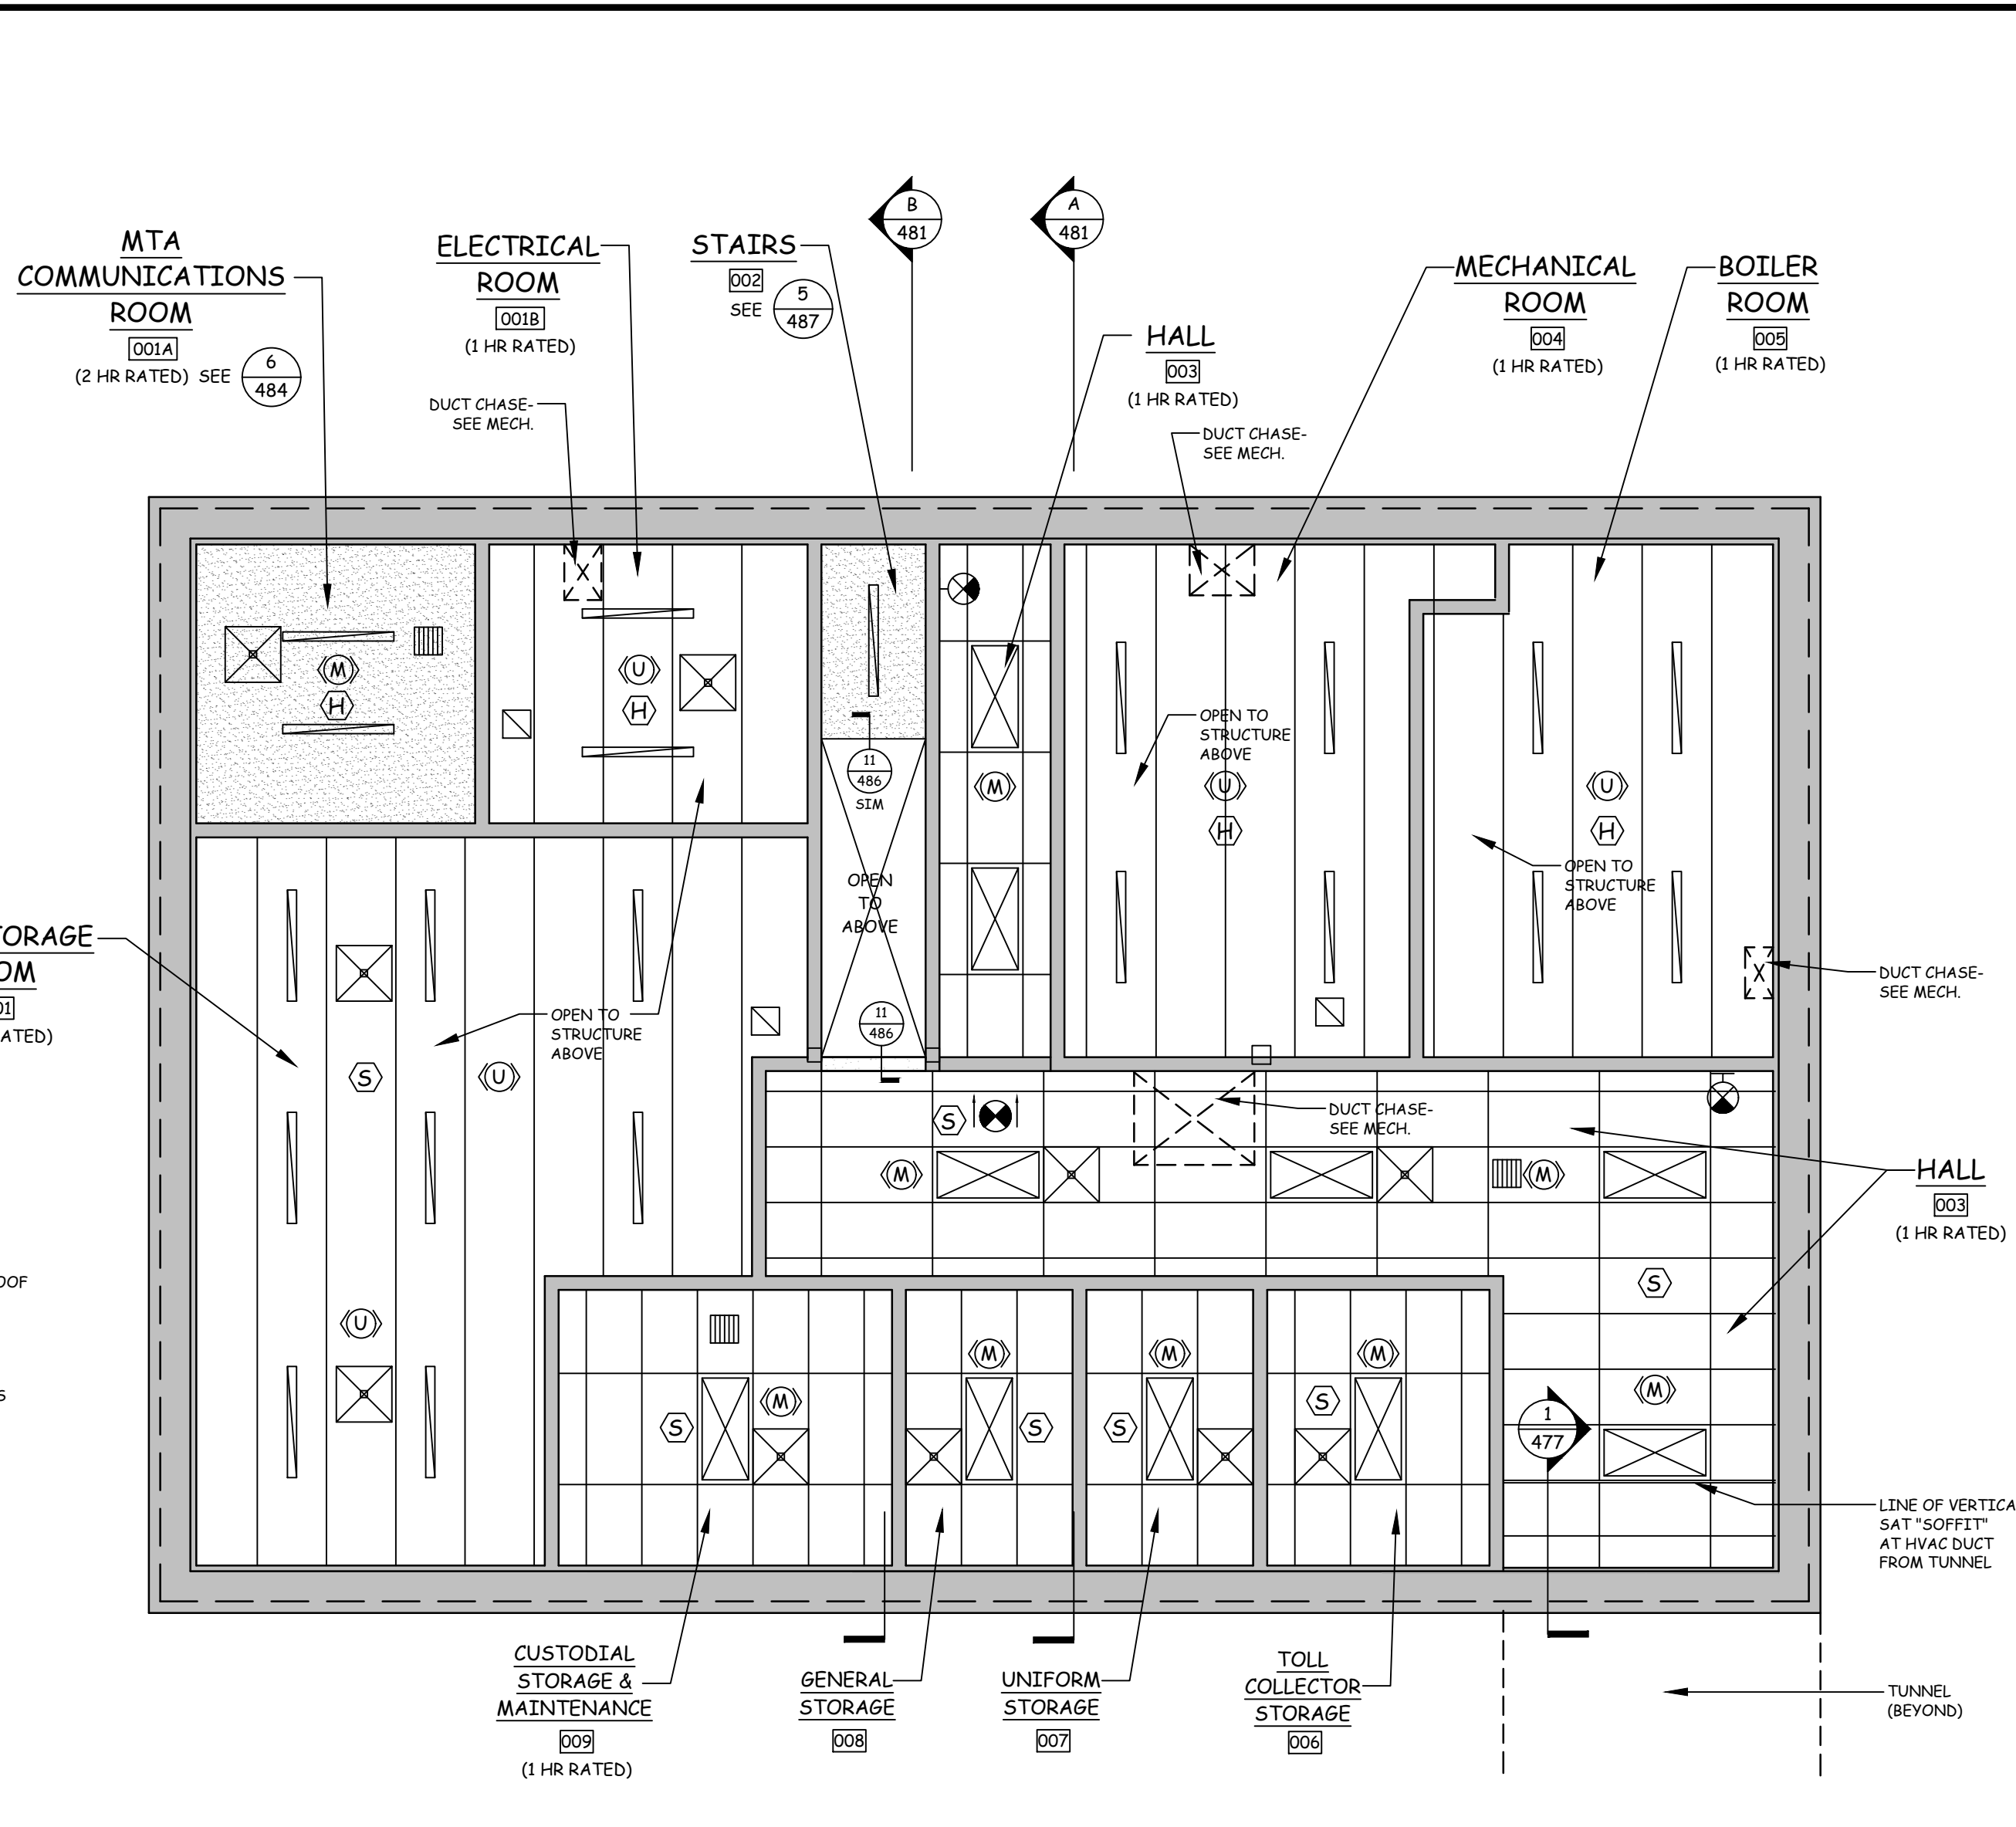 B
481
A
481
MTA
COMMUNICATIONS
ROOM
001A
(2 HR RATED) SEE
6
484
ELECTRICAL
ROOM
001B
(1 HR RATED)
DUCT CHASE-
SEE MECH.
STAIRS
002
SEE
5
487
HALL
003
(1 HR RATED)
DUCT CHASE-
SEE MECH.
MECHANICAL
ROOM
004
(1 HR RATED)
BOILER
ROOM
005
(1 HR RATED)
M
H
U
H
11
486
SIM
OPEN
TO
ABOVE
11
486
M
OPEN TO
STRUCTURE
ABOVE
U
H
U
H
OPEN TO
STRUCTURE
ABOVE
DUCT CHASE-
SEE MECH.
TORAGE
OM
01
ATED)
OPEN TO
STRUCTURE
ABOVE
S
U
U
S
M
DUCT CHASE-
SEE MECH.
M
HALL
003
(1 HR RATED)
S
M
1
477
OOF
S
S
M
M
S
M
S
M
S
LINE OF VERTICA
SAT "SOFFIT"
AT HVAC DUCT
FROM TUNNEL
CUSTODIAL
STORAGE &
MAINTENANCE
009
(1 HR RATED)
GENERAL
STORAGE
008
UNIFORM
STORAGE
007
TOLL
COLLECTOR
STORAGE
006
TUNNEL
(BEYOND)